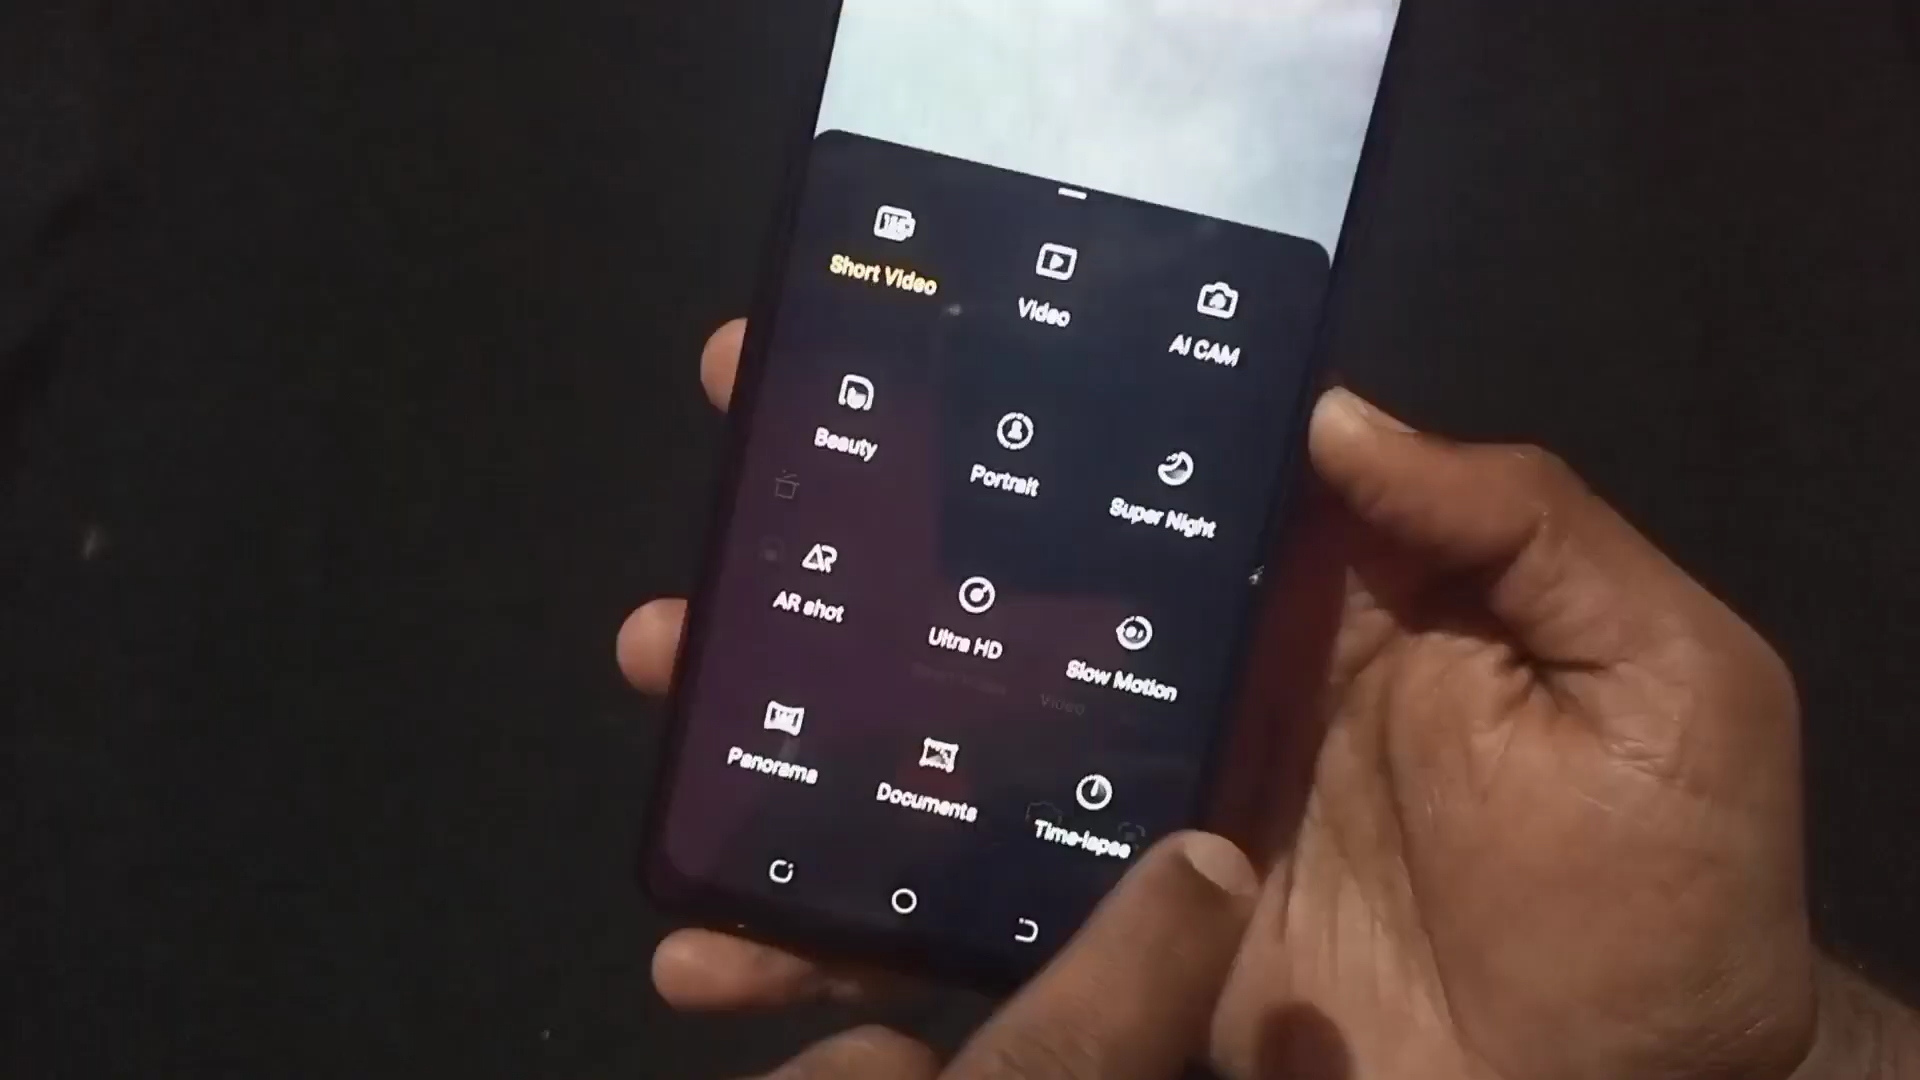 Short Video
Video
AI CAM
Beauty
Portrait
Super Night
AR shot
Ultra HD
Slow Motion
Video
Panorama
Documents
Time-lapse